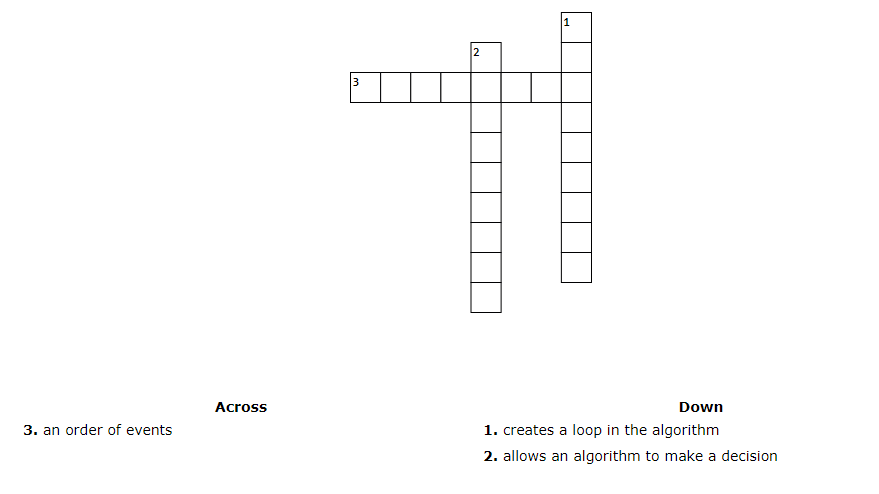 1
2
3
Across
Down
3. an order of events
1. creates a loop in the algorithm
2. allows an algorithm to make a decision